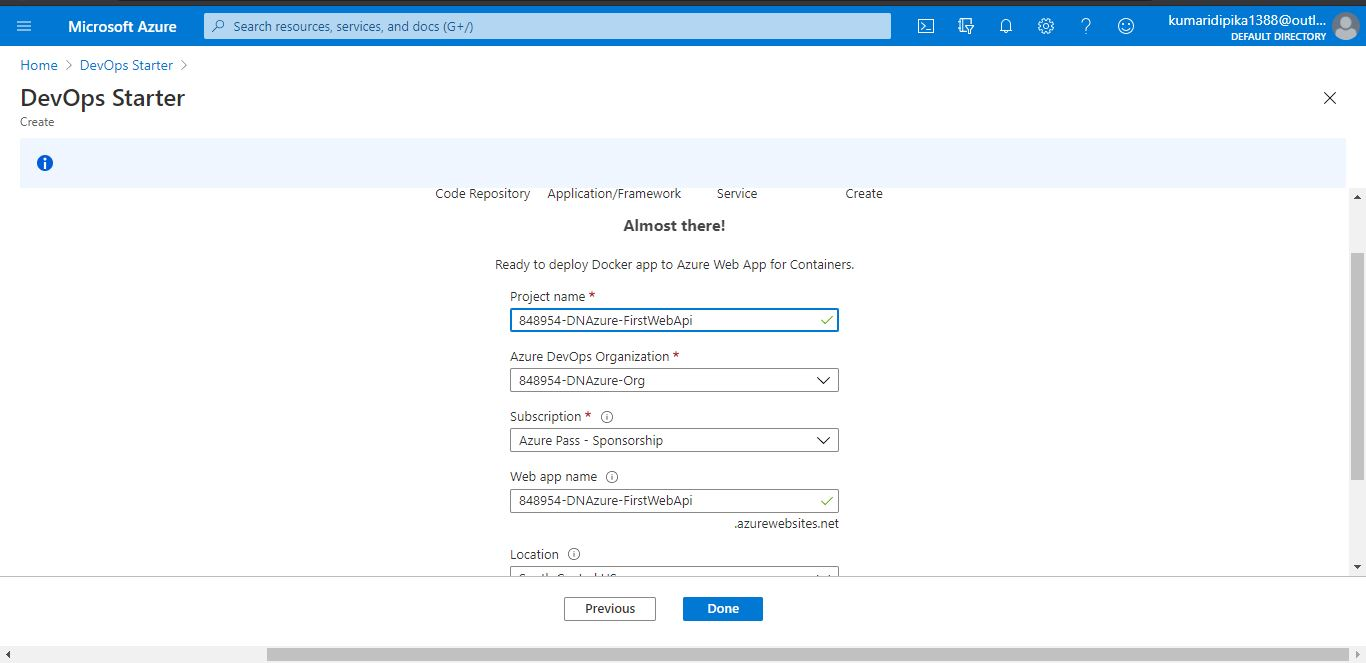 Microsoft Azure
Search resources, services, and docs (G+/)
kumaridipika1388@outl...
DEFAULT DIRECTORY
Home > DevOps Starter >
DevOps Starter
Create
Code Repository Application/Framework Service Create
Almost there!
Ready to deploy Docker app to Azure Web App for Containers.
Project name *
848954-DNAzure-FirstWebApi
Azure DevOps Organization *
848954-DNAzure-Org
Subscription *
Azure Pass - Sponsorship
Web app name
848954-DNAzure-FirstWebApi
.azurewebsites.net
Location
Previous Done